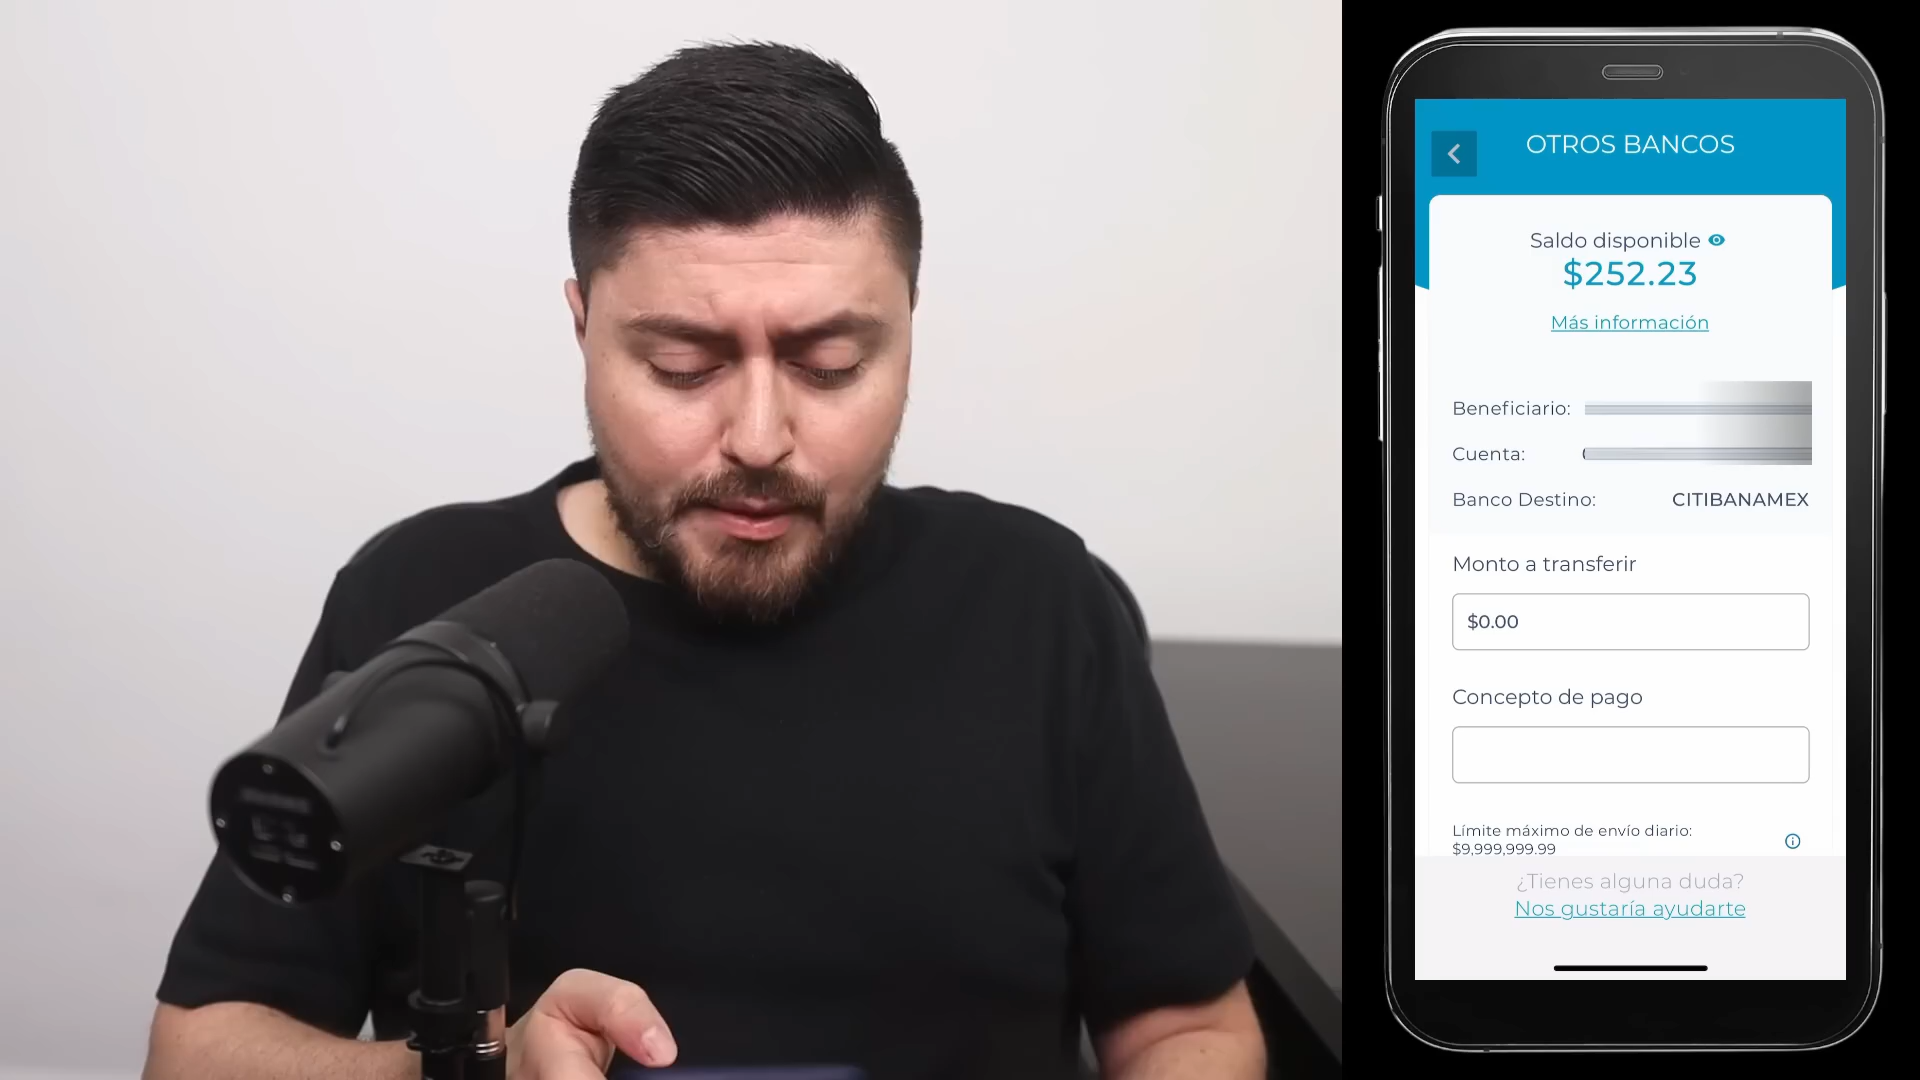 OTROS BANCOS
Saldo disponible
$252.23
Más información
Beneficiario:
Cuenta:
Banco Destino: CITIBANAMEX
Monto a transferir
$0.00
Concepto de pago
Límite máximo de envío diario:
$9,999,999.99
¿Tienes alguna duda?
Nos gustaría ayudarte